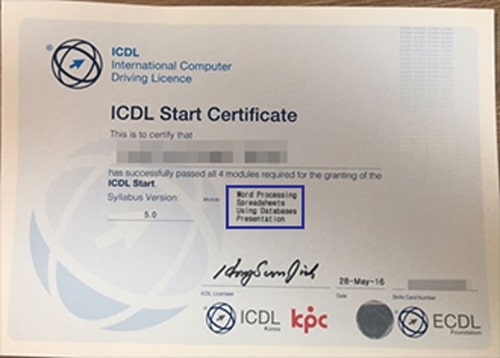 ICDL
International Computer
Driving Licence
ICDL Start Certificate
This is to certify that
has successfully passed all 4 modules required for the granting of the
ICDL Start
Syllabus Version:
5.0
Module
Word Processing
Spreadsheets
Using Databases
Presentation
28-May-16
ICDL Licensee
Date
Skills Card Number
ICDL
Korea
kpc
ECDL
Foundation